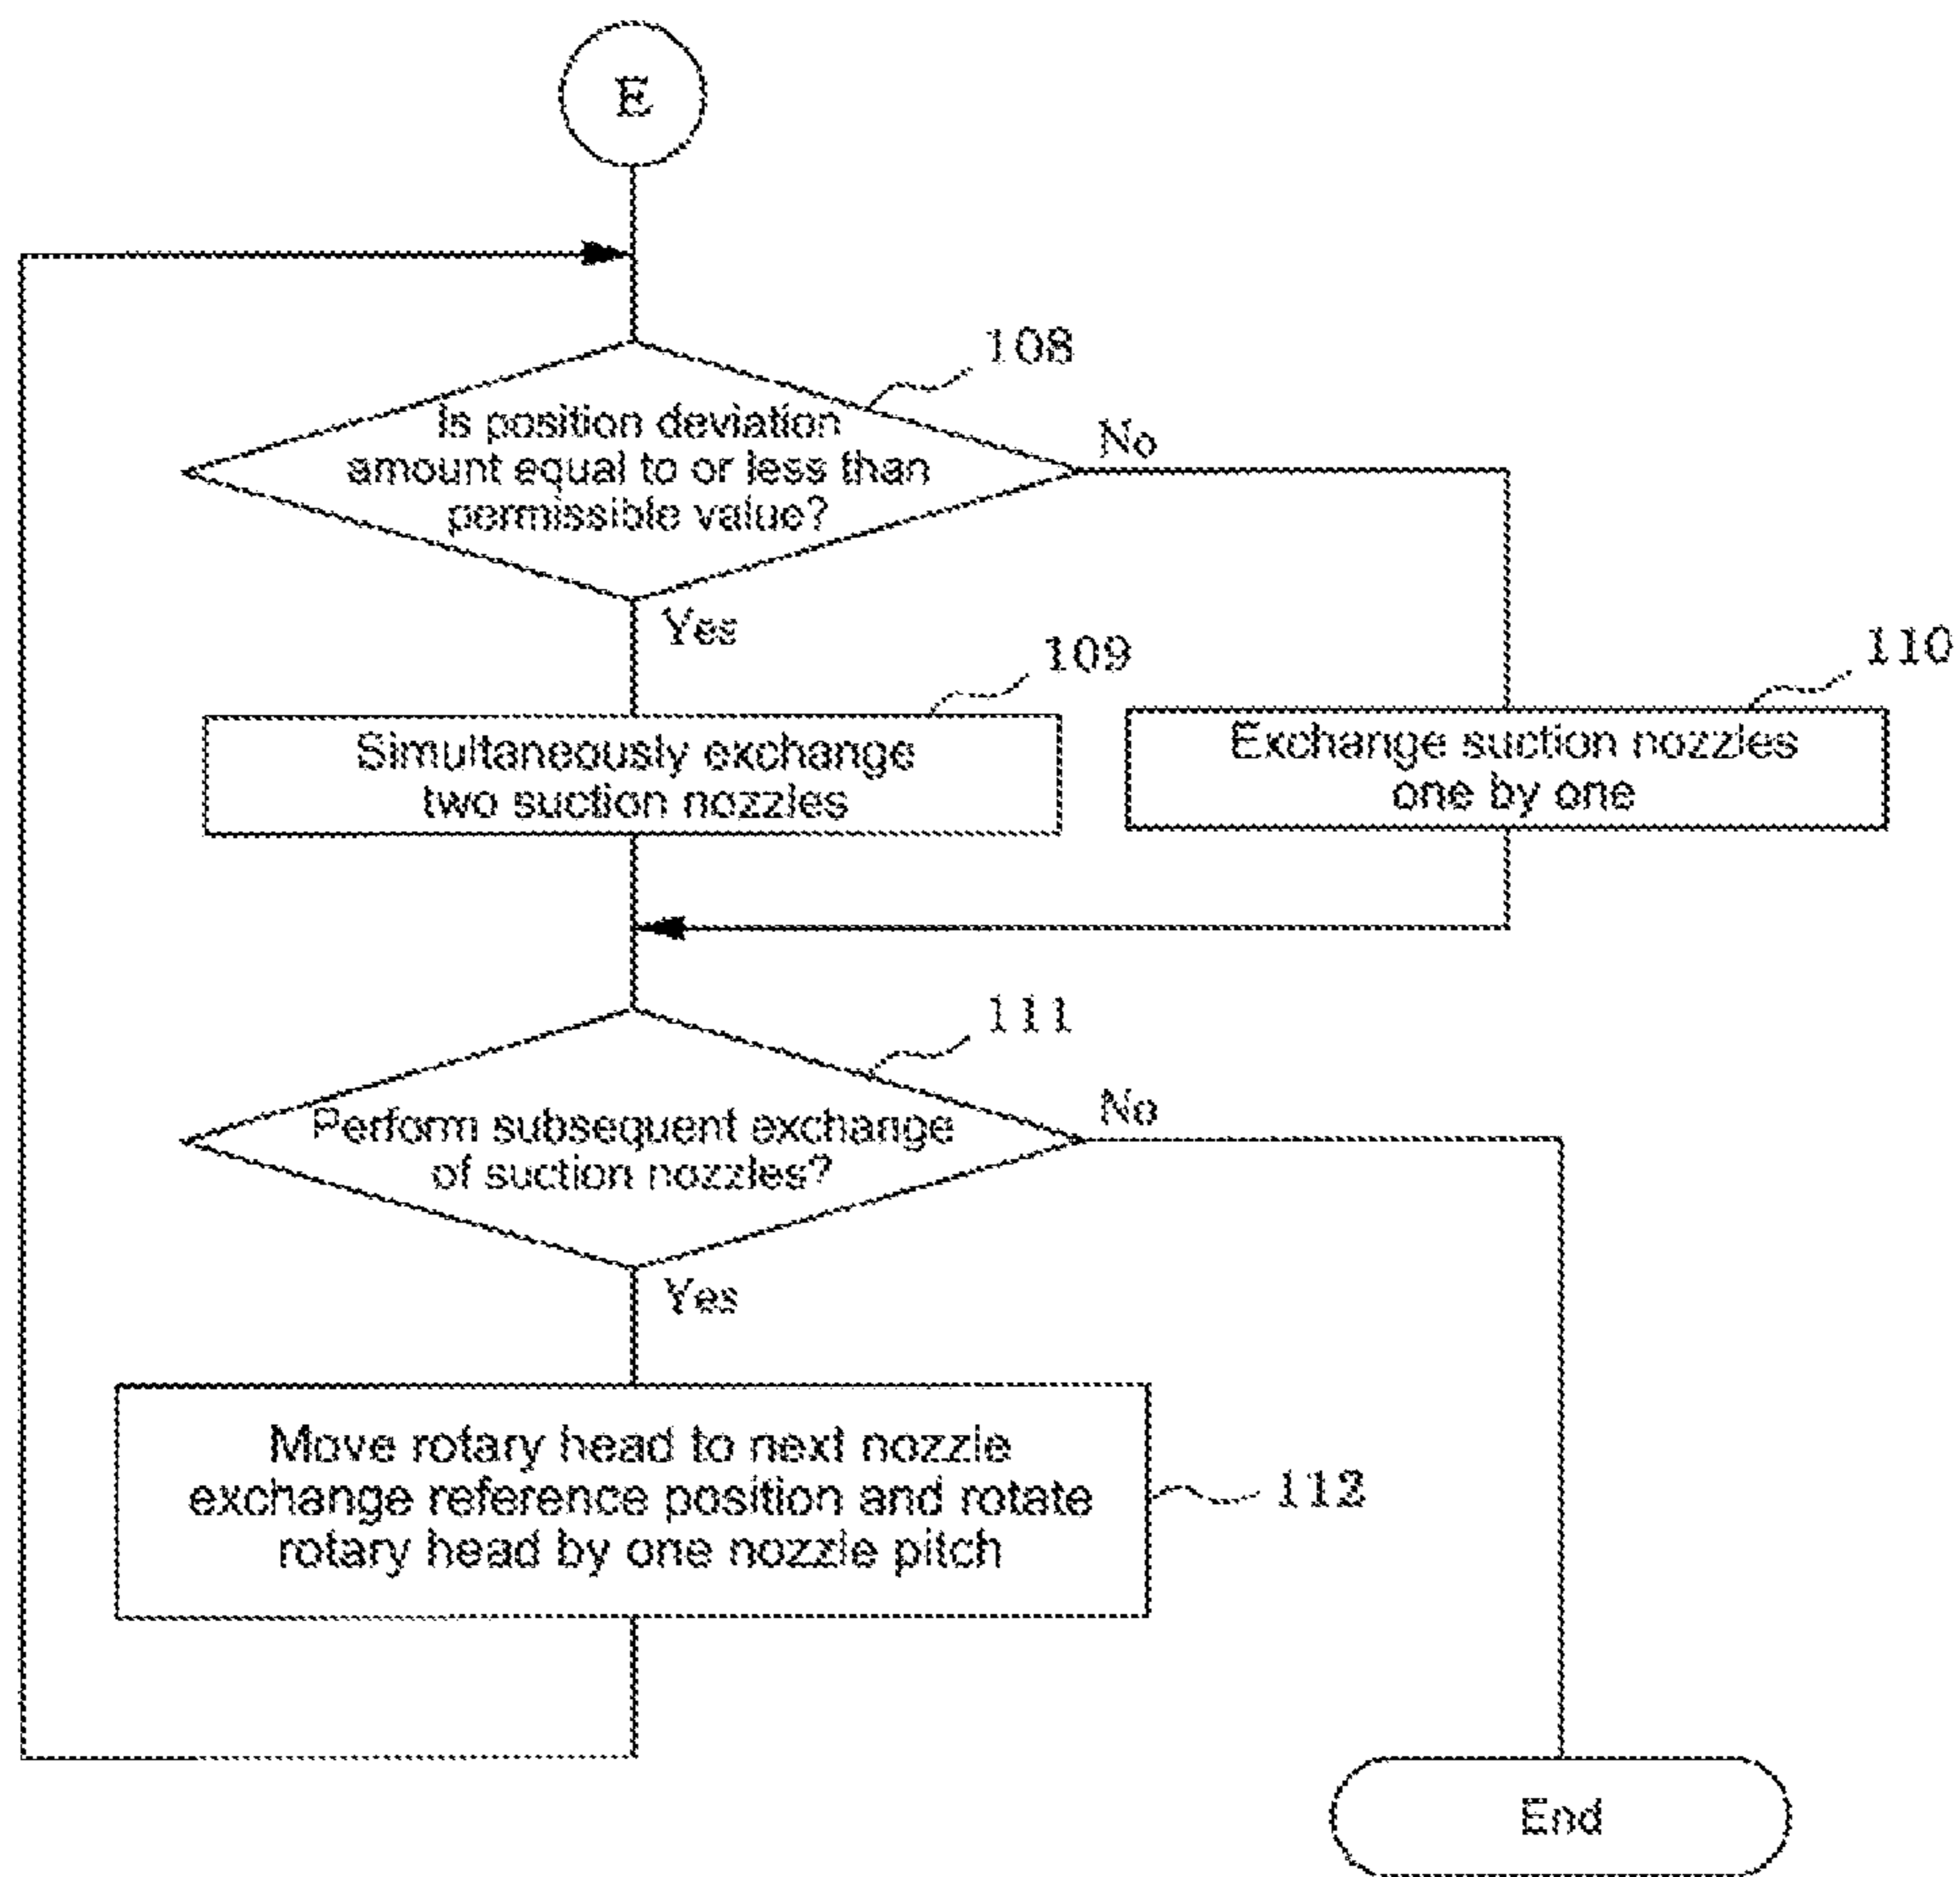 E
108
Is position deviation
amount equal to or less than
permissible value?
No
Yes
109
110
Simultaneously exchange
two suction nozzles
Exchange suction nozzles
one by one
111
Perform subsequent exchange
of suction nozzles?
No
Yes
Move rotary head to next nozzle
exchange reference position and rotate
rotary head by one nozzle pitch
112
End